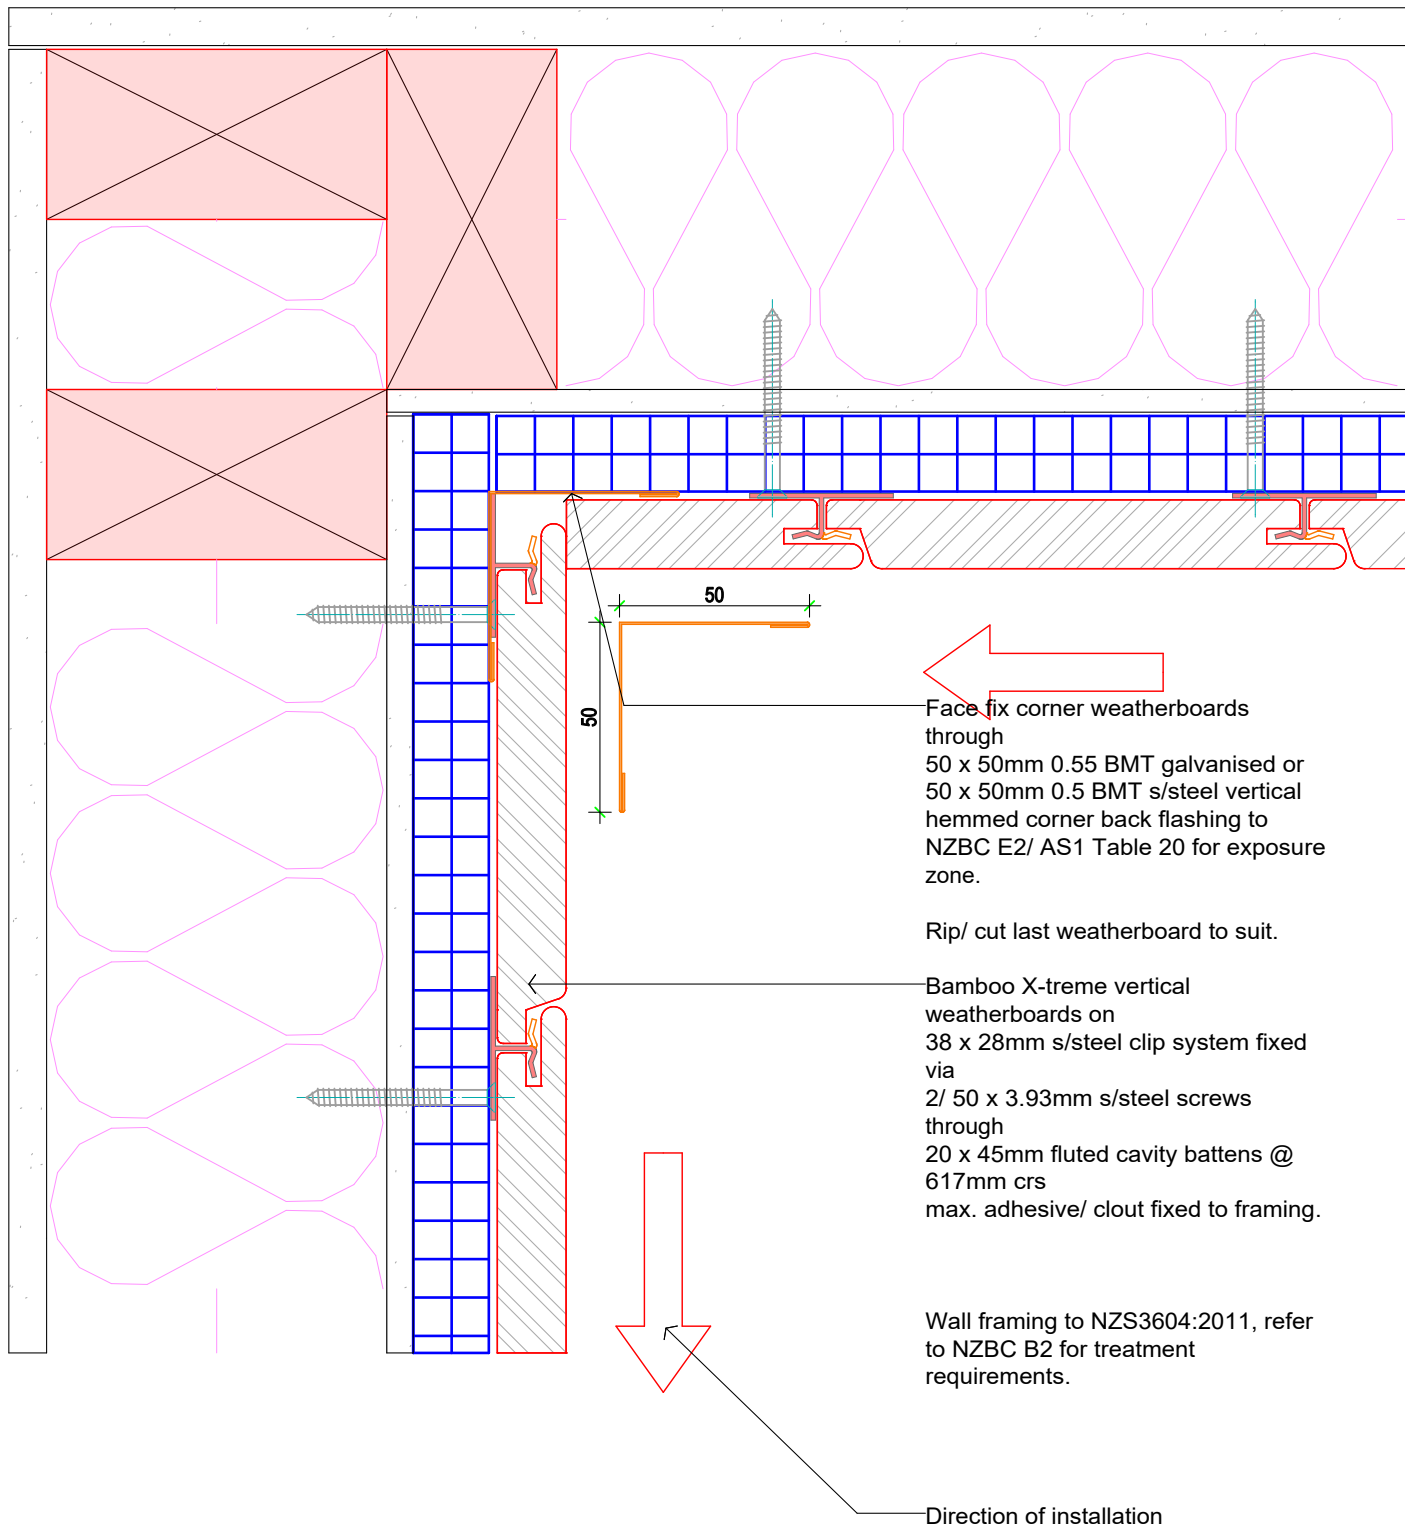 50
50
Face fix corner weatherboards
through
50 x 50mm 0.55 BMT galvanised or
50 x 50mm 0.5 BMT s/steel vertical
hemmed corner back flashing to
NZBC E2/ AS1 Table 20 for exposure
zone.
Rip/ cut last weatherboard to suit.
Bamboo X-treme vertical
weatherboards on
38 x 28mm s/steel clip system fixed
via
2/ 50 x 3.93mm s/steel screws
through
20 x 45mm fluted cavity battens @
617mm crs
max. adhesive/ clout fixed to framing.
Wall framing to NZS3604:2011, refer
to NZBC B2 for treatment
requirements.
Direction of installation